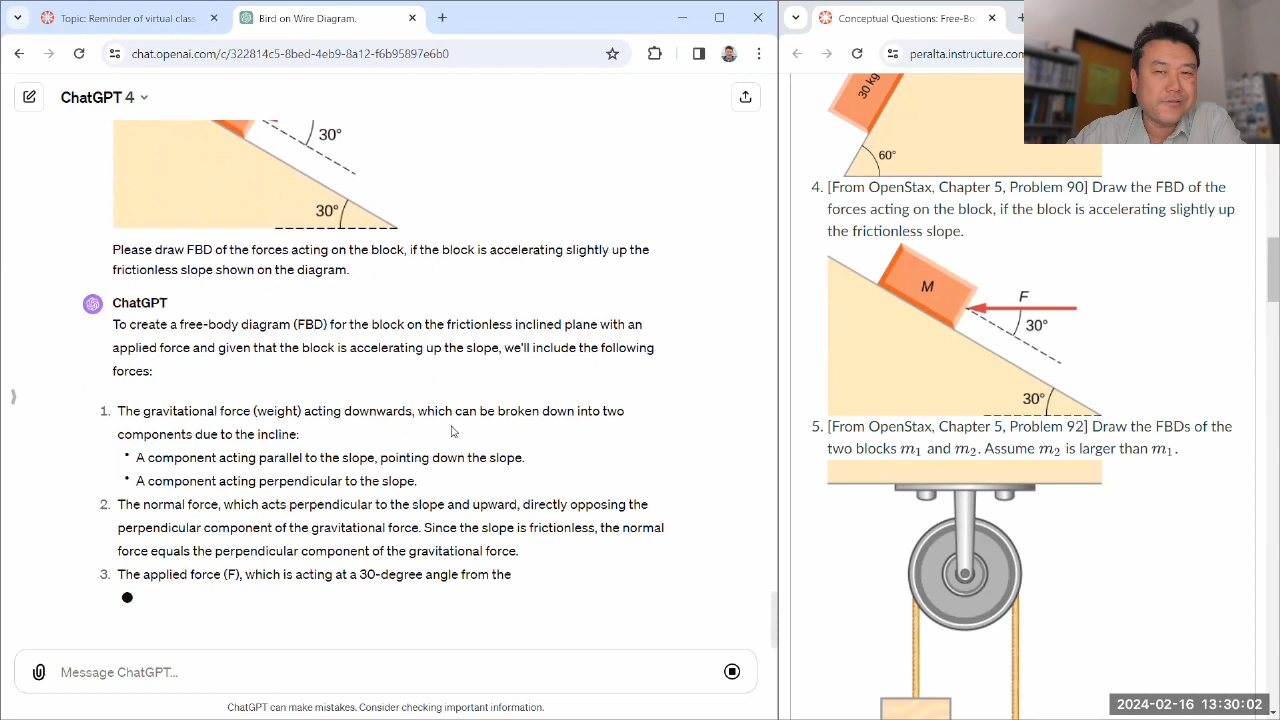 Topic: Reminder of virtual class
Bird on Wire Diagram.
chat.openai.com/c/322814c5-8bed-4eb9-8a12-f6b95897e6b0
ChatGPT 4
30°
30°
Please draw FBD of the forces acting on the block, if the block is accelerating slightly up the
frictionless slope shown on the diagram.
ChatGPT
To create a free-body diagram (FBD) for the block on the frictionless inclined plane with an
applied force and given that the block is accelerating up the slope, we'll include the following
forces:
1. The gravitational force (weight) acting downwards, which can be broken down into two
components due to the incline:
• A component acting parallel to the slope, pointing down the slope.
• A component acting perpendicular to the slope.
2. The normal force, which acts perpendicular to the slope and upward, directly opposing the
perpendicular component of the gravitational force. Since the slope is frictionless, the normal
force equals the perpendicular component of the gravitational force.
3. The applied force (F), which is acting at a 30-degree angle from the
Message ChatGPT...
ChatGPT can make mistakes. Consider checking important information.
Conceptual Questions: Free-Bo
peralta.instructure.com
30 kg
60°
4. [From OpenStax, Chapter 5, Problem 90] Draw the FBD of the
forces acting on the block, if the block is accelerating slightly up
the frictionless slope.
M
F
30°
30°
5. [From OpenStax, Chapter 5, Problem 92] Draw the FBDs of the
two blocks m₁ and m₂. Assume m₂ is larger than m₁.
2024-02-16 13:30:02